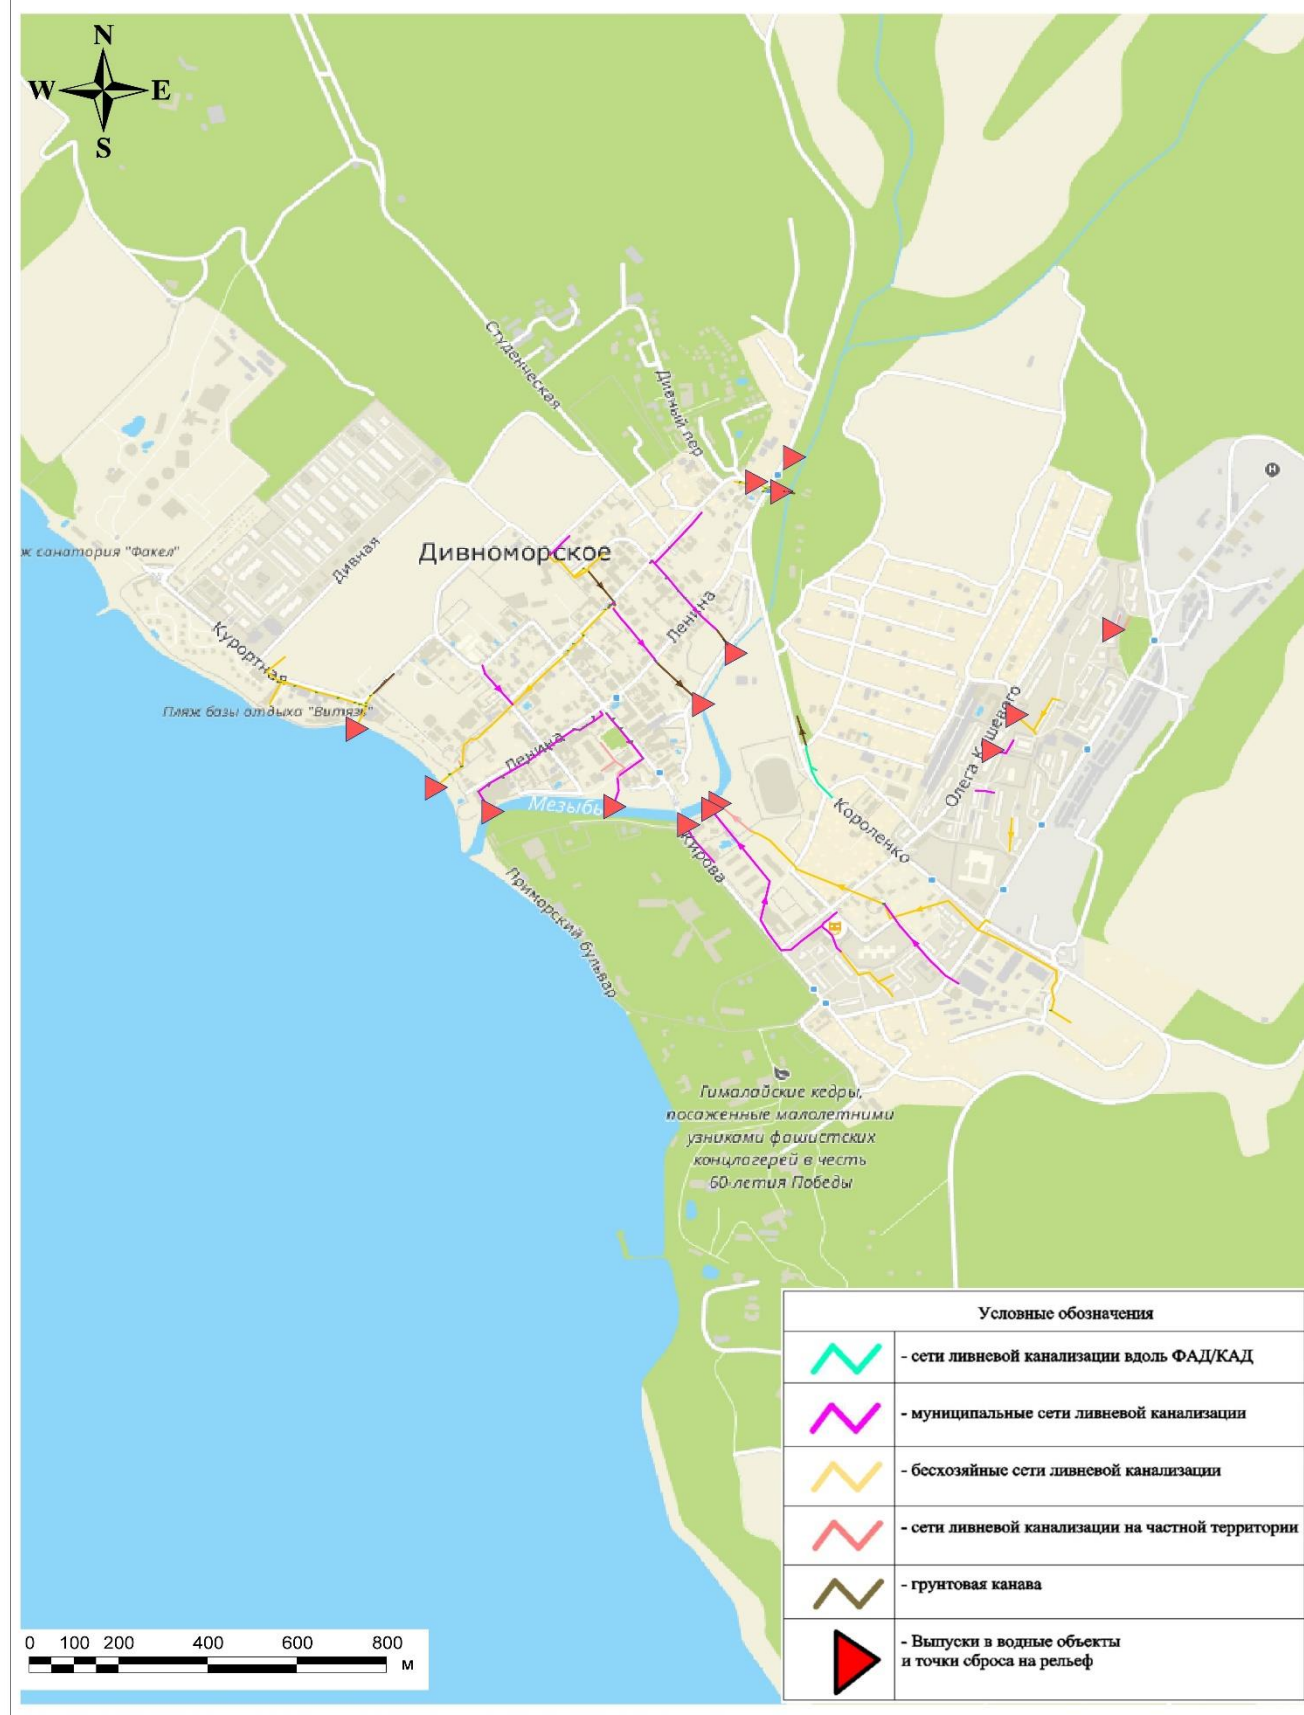 N
W E
S
Студенческая
Дивный пер
Дивноморское
ж санатория "Факел"
Дивная
Ленина
Курортная
Пляж базы отдыха "Витязь"
Олега Кошевого
Ленина
Мезыбь
Короленко
Кирова
Приморский бульвар
H
Гималайские кедры,
посаженные малолетними
узниками фашистских
концлагерей в честь
60-летия Победы
Условные обозначения
- сети ливневой канализации вдоль ФАД/КАД
- муниципальные сети ливневой канализации
- бесхозяйные сети ливневой канализации
- сети ливневой канализации на частной территории
- грунтовая канава
- Выпуски в водные объекты
и точки сброса на рельеф
0 100 200 400 600 800
м